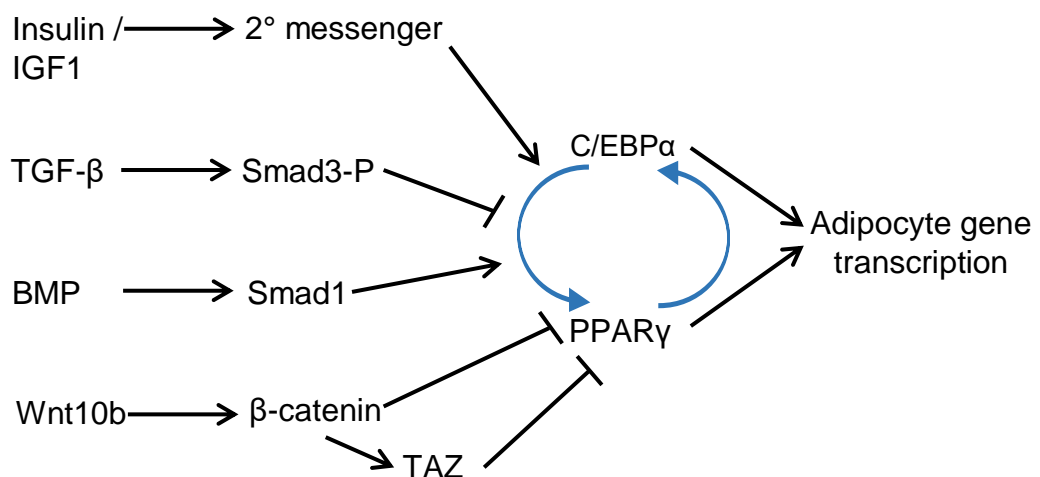 Insulin /
IGF1
2° messenger
C/EBPα
TGF-β
Smad3-P
Adipocyte gene
transcription
BMP
Smad1
PPARγ
Wnt10b
β-catenin
TAZ